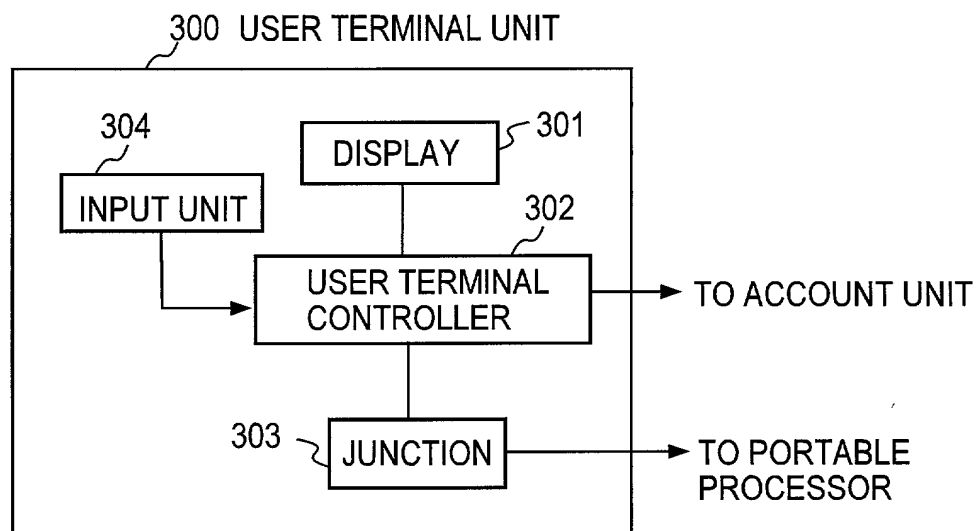 300 USER TERMINAL UNIT
304
301
DISPLAY
INPUT UNIT
302
USER TERMINAL
CONTROLLER
TO ACCOUNT UNIT
303
JUNCTION
TO PORTABLE
PROCESSOR